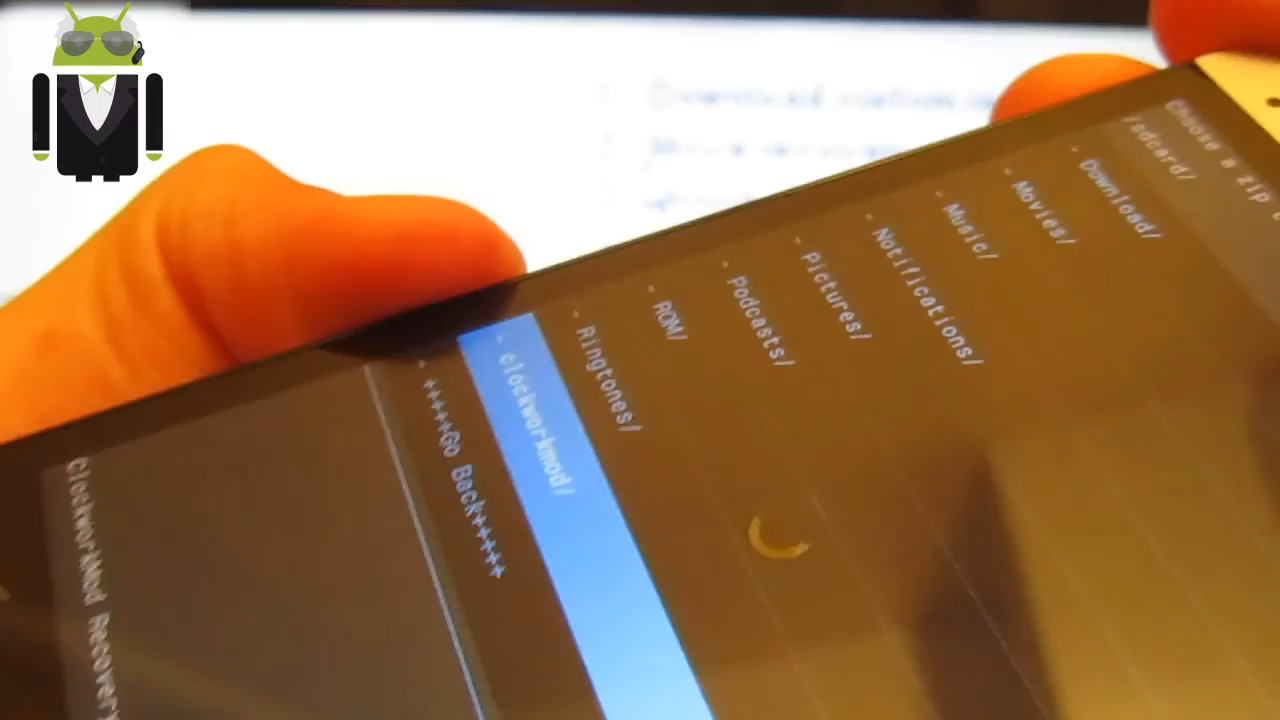 Choose a zip
/sdcard/
- Download/
- Movies/
- Music/
- Notifications/
- Pictures/
- Podcasts/
- ROM/
- Ringtones/
- clockworkmod/
- +++++Go Back+++++
ClockworkMod Recovery